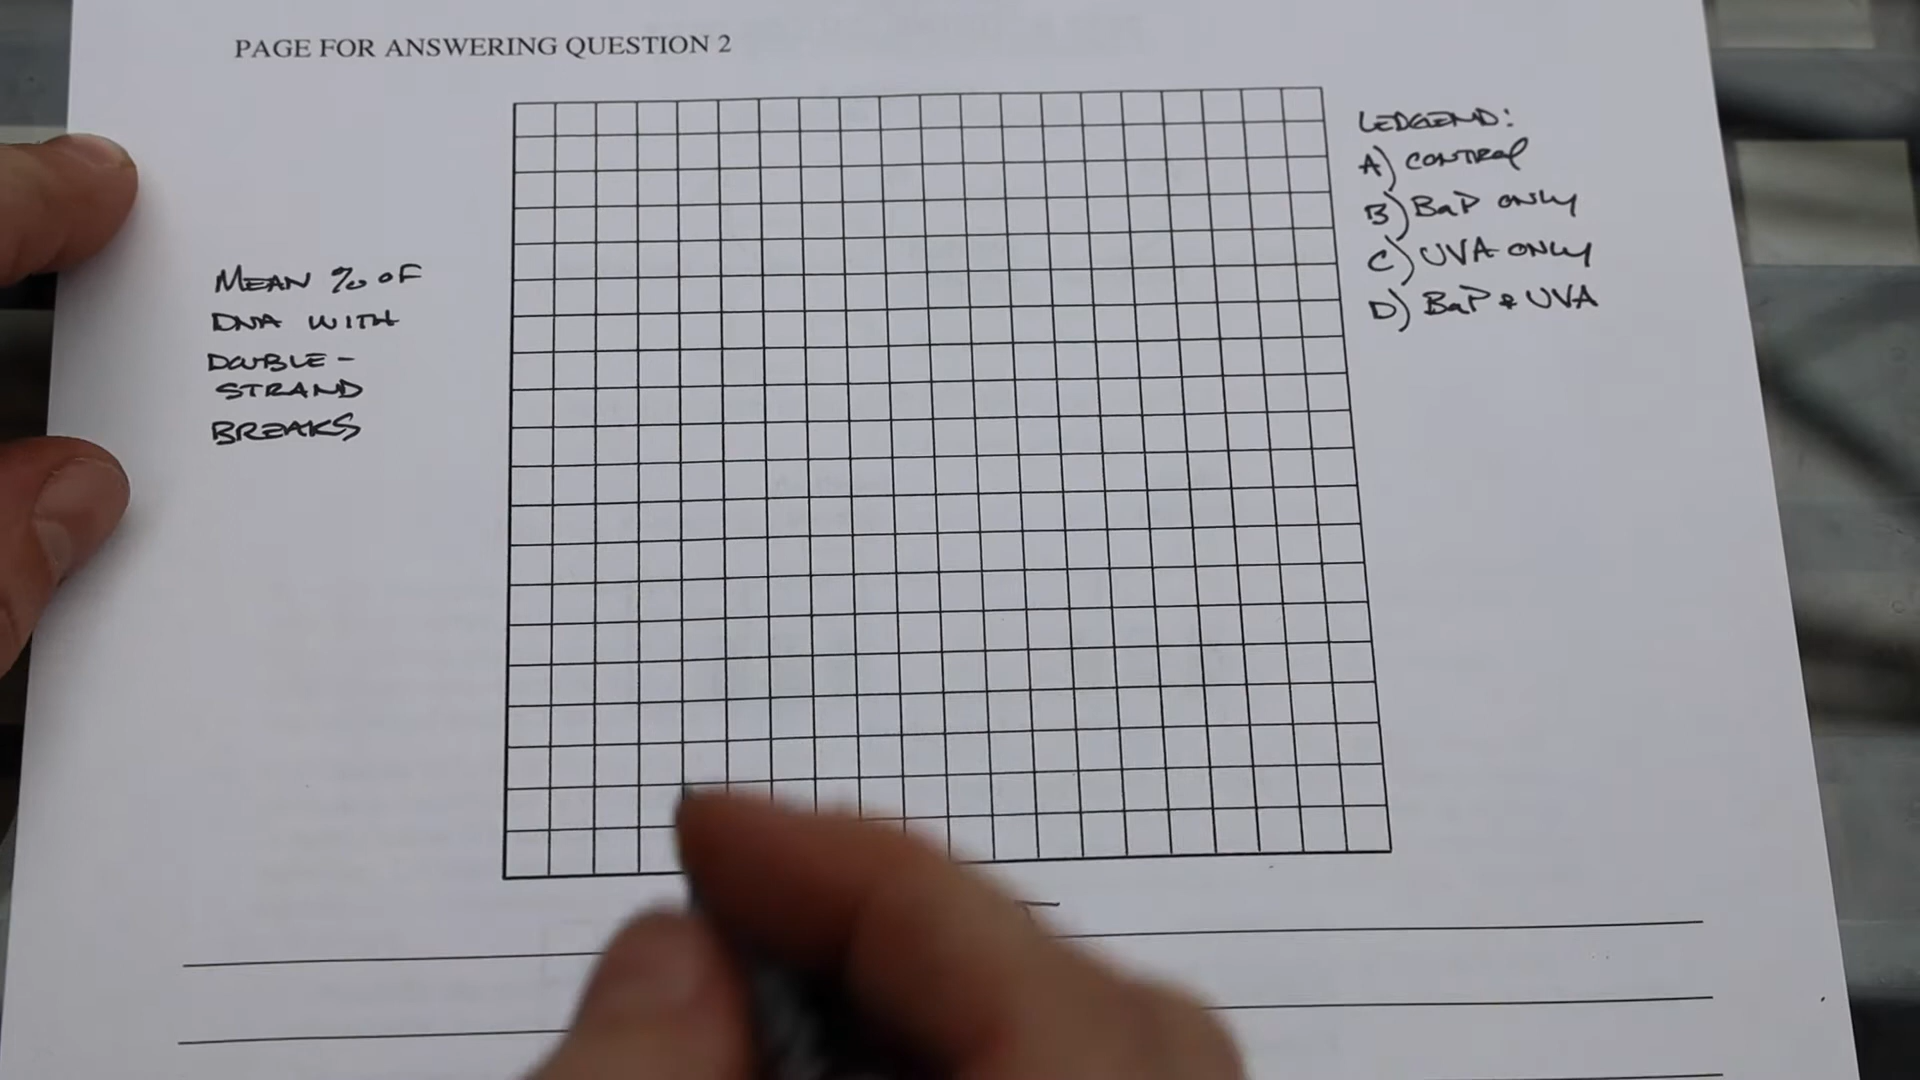 PAGE FOR ANSWERING QUESTION 2
LEDGEND:
A) CONTROL
B) BaP ONLY
C) UVA ONLY
D) BaP & UVA
MEAN % OF
DNA WITH
DOUBLE-
STRAND
BREAKS